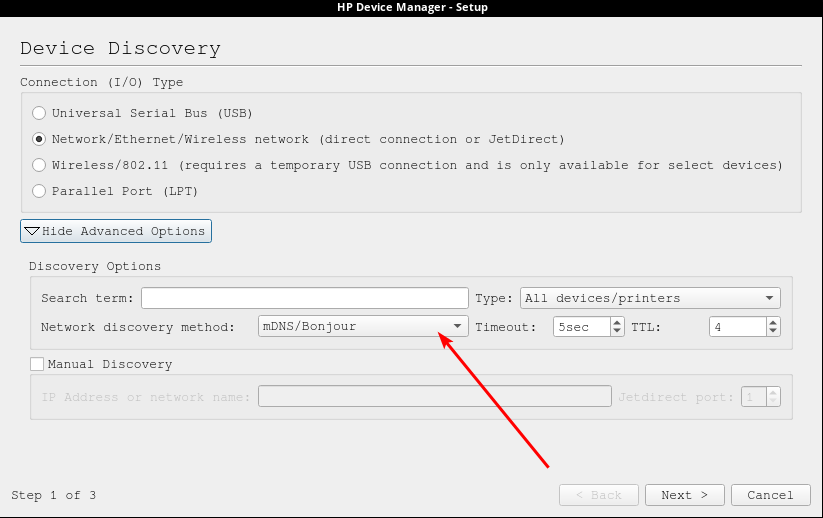 HP Device Manager - Setup
Device Discovery
Connection (I/O) Type
Universal Serial Bus (USB)
Network/Ethernet/Wireless network (direct connection or JetDirect)
Wireless/802.11 (requires a temporary USB connection and is only available for select devices)
Parallel Port (LPT)
Hide Advanced Options
Discovery Options
Search term: Type: All devices/printers
Network discovery method: mDNS/Bonjour Timeout: 5sec TTL: 4
Manual Discovery
IP Address or network name: Jetdirect port: 1
Step 1 of 3 < Back Next > Cancel